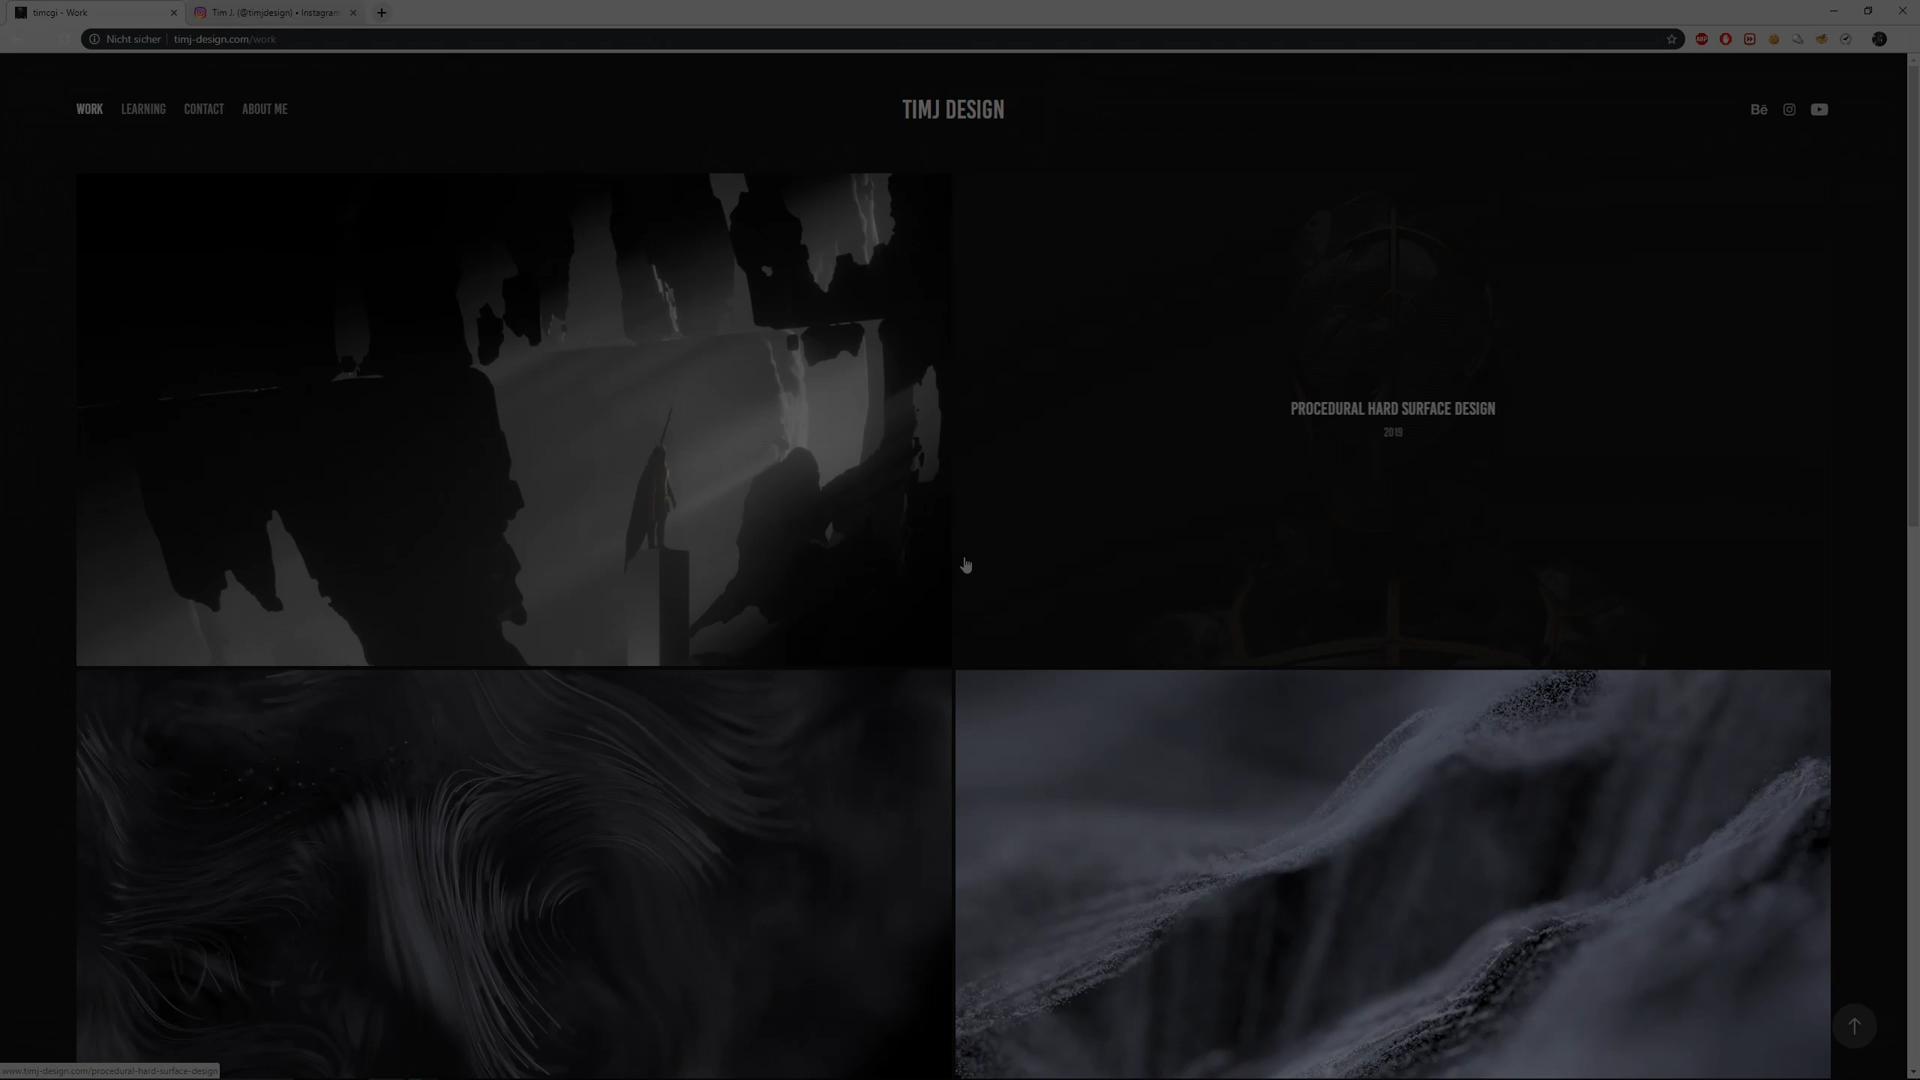 timcgi - Work
Tim J. (@timjdesign) • Instagram
Nicht sicher
timj-design.com/work
WORK
LEARNING
CONTACT
ABOUT ME
TIMJ DESIGN
Bē
PROCEDURAL HARD SURFACE DESIGN
2019
www.timj-design.com/procedural-hard-surface-design